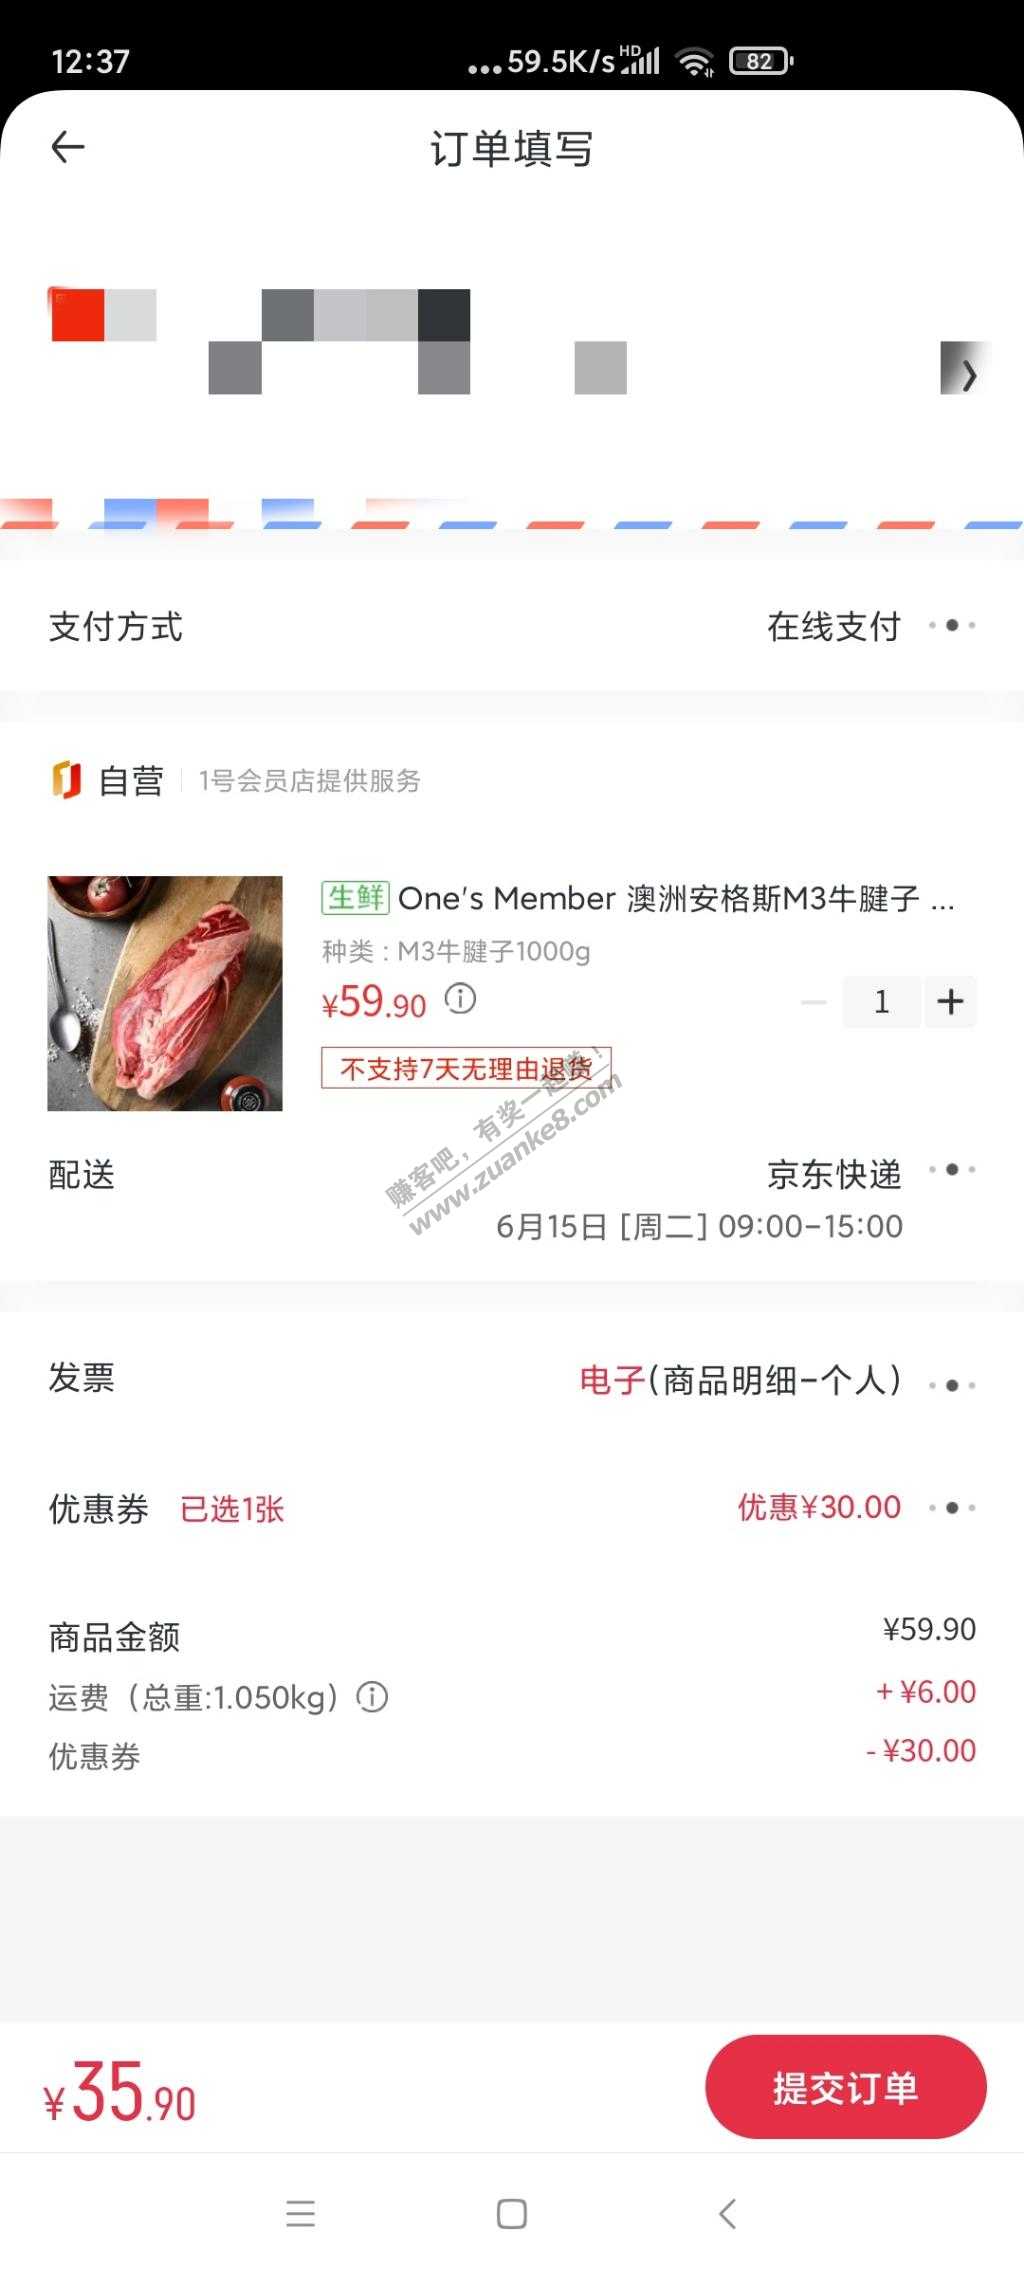 12:37
...59.5K/s HD 82
订单填写
支付方式
在线支付
自营
1号会员店提供服务
生鲜 One's Member 澳洲安格斯M3牛腱子 ...
种类 : M3牛腱子1000g
¥59.90
1
不支持7天无理由退货
赚客吧，有奖一起赚！
www.zuanke8.com
配送
京东快递
6月15日 [周二] 09:00-15:00
发票
电子(商品明细-个人)
优惠券 已选1张
优惠¥30.00
商品金额
¥59.90
运费（总重:1.050kg）
+ ¥6.00
优惠券
- ¥30.00
¥35.90
提交订单